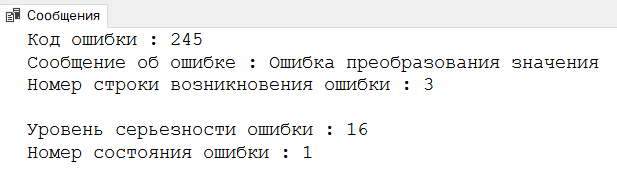 Сообщения
Код ошибки : 245
Сообщение об ошибке : Ошибка преобразования значения
Номер строки возникновения ошибки : 3
Уровень серьезности ошибки : 16
Номер состояния ошибки : 1